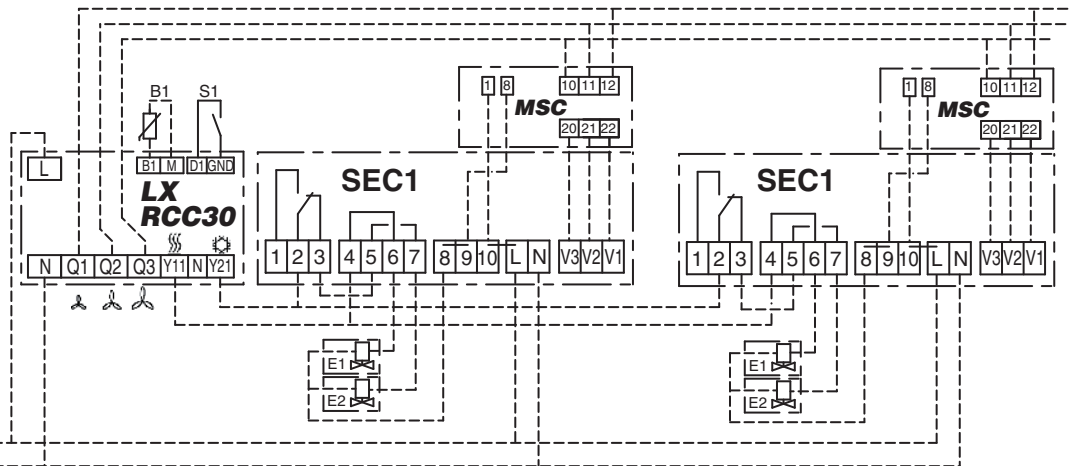 1 8 10 11 12
MSC
20 21 22
1 8 10 11 12
MSC
20 21 22
B1 S1
L B1 M D1 GND
LX
RCC30
N Q1 Q2 Q3 Y11 N Y21
SEC1
1 2 3 4 5 6 7 8 9 10 L N V3 V2 V1
SEC1
1 2 3 4 5 6 7 8 9 10 L N V3 V2 V1
E1
E2
E1
E2